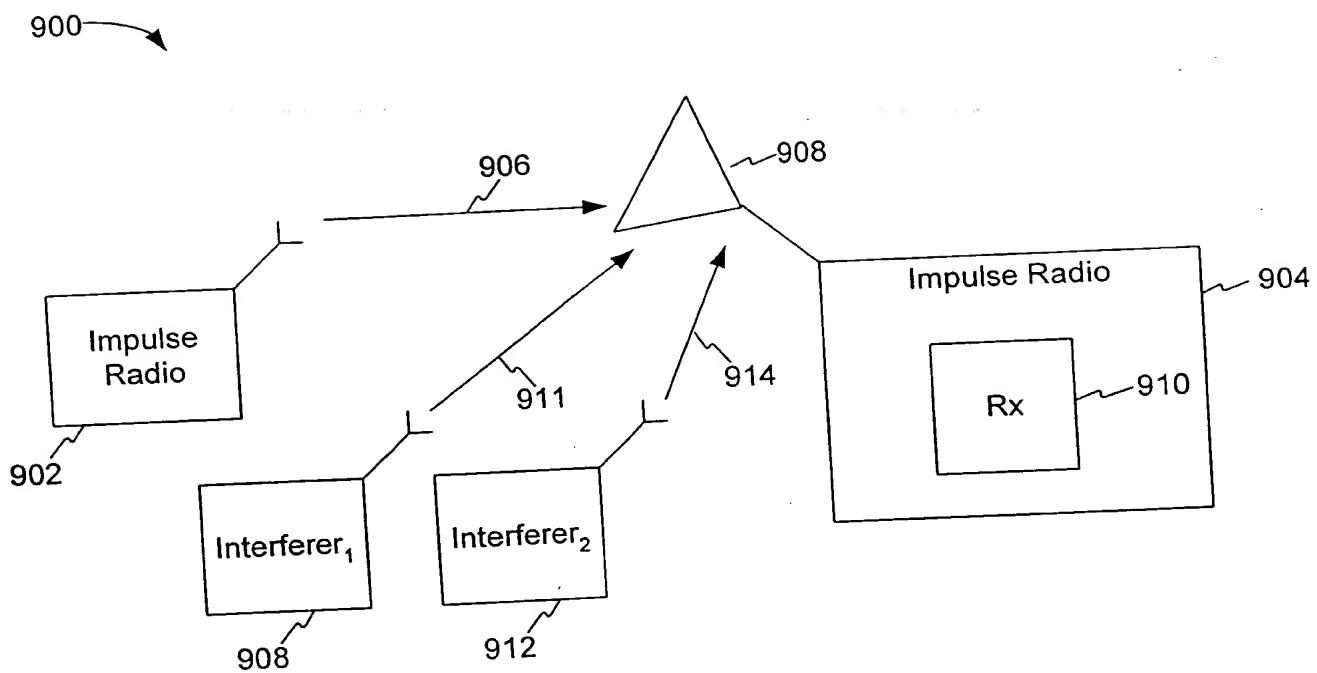 900
908
906
Impulse Radio
904
Impulse
Radio
914
910
Rx
911
902
Interferer1
Interferer2
908
912